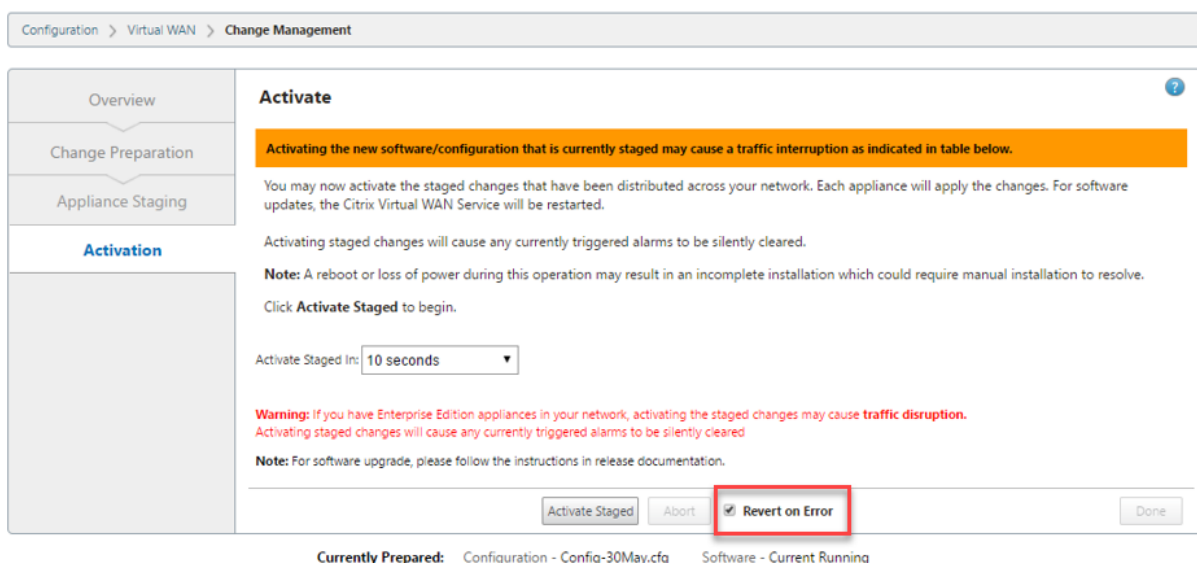 Configuration > Virtual WAN > Change Management
Overview
Change Preparation
Appliance Staging
Activation
Activate
?
Activating the new software/configuration that is currently staged may cause a traffic interruption as indicated in table below.
You may now activate the staged changes that have been distributed across your network. Each appliance will apply the changes. For software
updates, the Citrix Virtual WAN Service will be restarted.
Activating staged changes will cause any currently triggered alarms to be silently cleared.
Note: A reboot or loss of power during this operation may result in an incomplete installation which could require manual installation to resolve.
Click Activate Staged to begin.
Activate Staged In: 10 seconds
Warning: If you have Enterprise Edition appliances in your network, activating the staged changes may cause traffic disruption.
Activating staged changes will cause any currently triggered alarms to be silently cleared
Note: For software upgrade, please follow the instructions in release documentation.
Activate Staged Abort Revert on Error Done
Currently Prepared: Configuration - Config-30May.cfg Software - Current Running